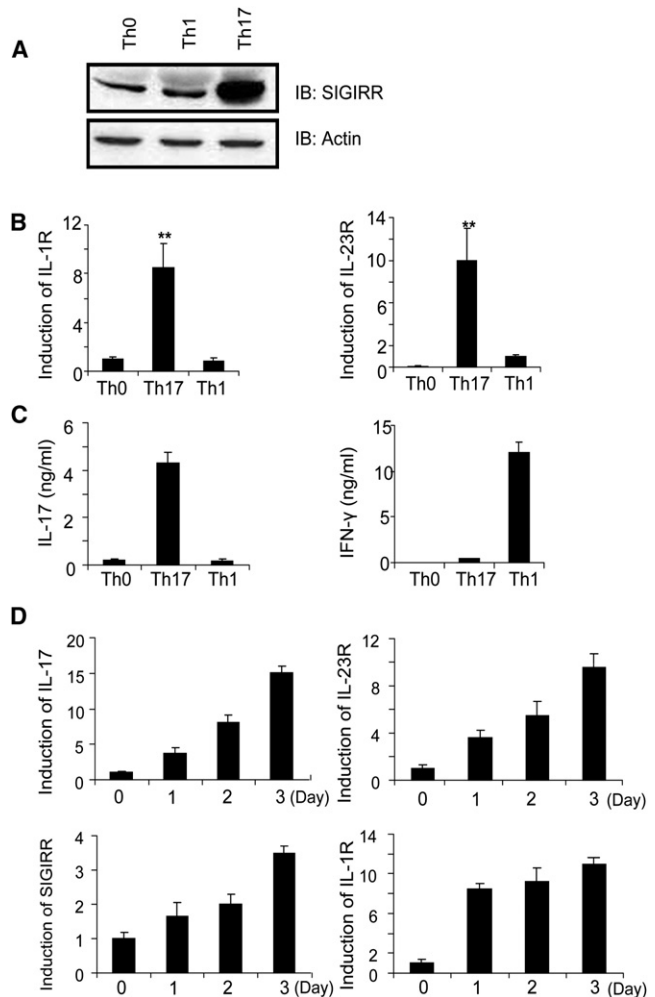 A
Th0 Th1 Th17
IB: SIGIRR
IB: Actin
B
Induction of IL-1R
12
8
4
0
**
Th0 Th17 Th1
Induction of IL-23R
14
10
6
2
0
**
Th0 Th17 Th1
C
IL-17 (ng/ml)
6
4
2
0
Th0 Th17 Th1
IFN-γ (ng/ml)
15
10
5
0
Th0 Th17 Th1
D
Induction of IL-17
20
15
10
5
0
0 1 2 3 (Day)
Induction of IL-23R
12
8
4
0
0 1 2 3 (Day)
Induction of SIGIRR
4
3
2
1
0
0 1 2 3 (Day)
Induction of IL-1R
14
10
8
4
0
0 1 2 3 (Day)